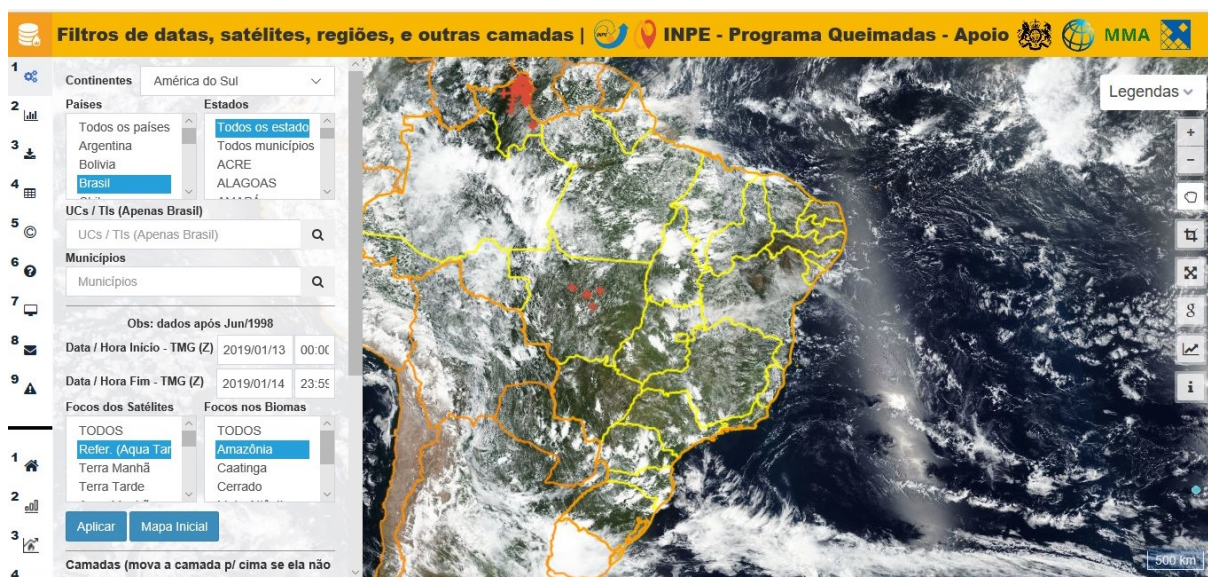 Filtros de datas, satélites, regiões, e outras camadas | INPE - Programa Queimadas - Apoio MMA
1
2
3
4
5
6
7
8
9
1
2
3
4
Continentes América do Sul
Países Estados
Todos os países Todos os estado
Argentina Todos municípios
Bolivia ACRE
Brasil ALAGOAS
UCs / TIs (Apenas Brasil)
UCs / TIs (Apenas Brasil)
Municípios
Municípios
Obs: dados após Jun/1998
Data / Hora Início - TMG (Z) 2019/01/13 00:00
Data / Hora Fim - TMG (Z) 2019/01/14 23:59
Focos dos Satélites Focos nos Biomas
TODOS TODOS
Refer. (Aqua Tar Amazônia
Terra Manhã Caatinga
Terra Tarde Cerrado
Aplicar Mapa Inicial
Camadas (mova a camada p/ cima se ela não
Legendas
+
-
g
i
500 km